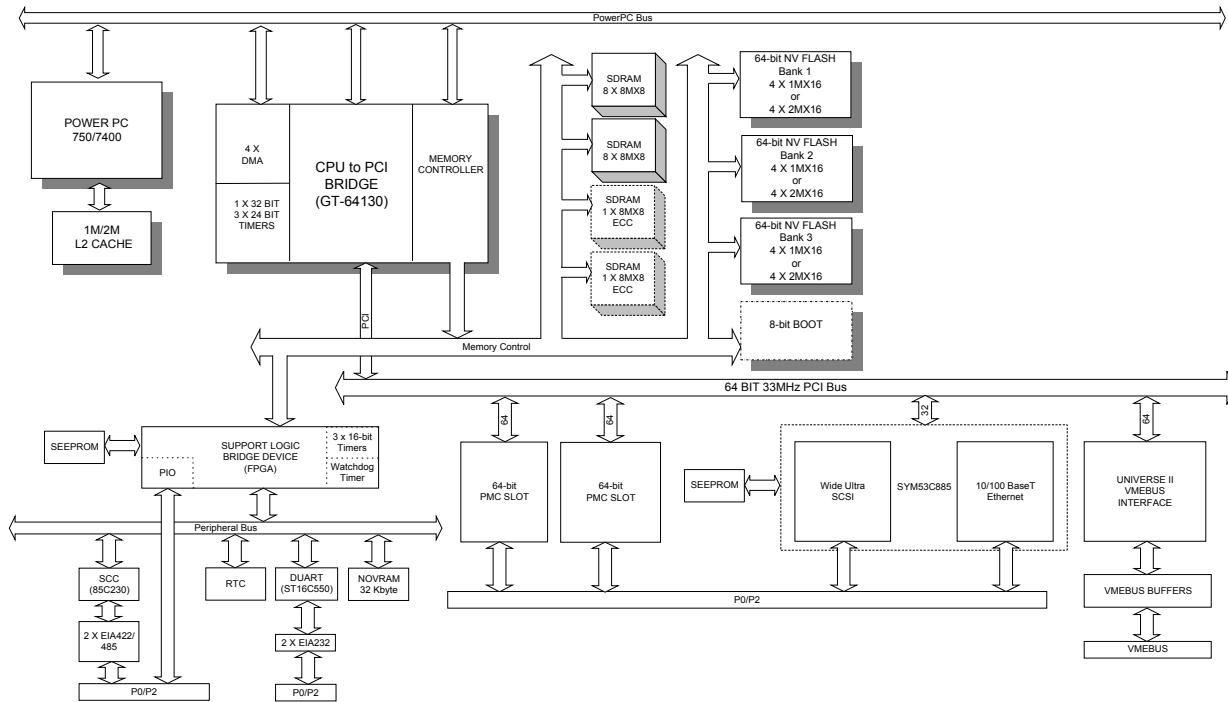 PowerPC Bus
POWER PC
750/7400
1M/2M
L2 CACHE
4 X
DMA
1 X 32 BIT
3 X 24 BIT
TIMERS
CPU to PCI
BRIDGE
(GT-64130)
MEMORY
CONTROLLER
SDRAM
8 X 8MX8
SDRAM
8 X 8MX8
SDRAM
1 X 8MX8
ECC
SDRAM
1 X 8MX8
ECC
64-bit NV FLASH
Bank 1
4 X 1MX16
or
4 X 2MX16
64-bit NV FLASH
Bank 2
4 X 1MX16
or
4 X 2MX16
64-bit NV FLASH
Bank 3
4 X 1MX16
or
4 X 2MX16
8-bit BOOT
PCI
Memory Control
64 BIT 33MHz PCI Bus
64
64
32
64
SEEPROM
SUPPORT LOGIC
BRIDGE DEVICE
(FPGA)
PIO
3 x 16-bit
Timers
Watchdog
Timer
64-bit
PMC SLOT
64-bit
PMC SLOT
SEEPROM
Wide Ultra
SCSI
SYM53C885
10/100 BaseT
Ethernet
UNIVERSE II
VMEBUS
INTERFACE
Peripheral Bus
SCC
(85C230)
RTC
DUART
(ST16C550)
NOVRAM
32 Kbyte
2 X EIA422/
485
2 X EIA232
P0/P2
P0/P2
P0/P2
VMEBUS BUFFERS
VMEBUS